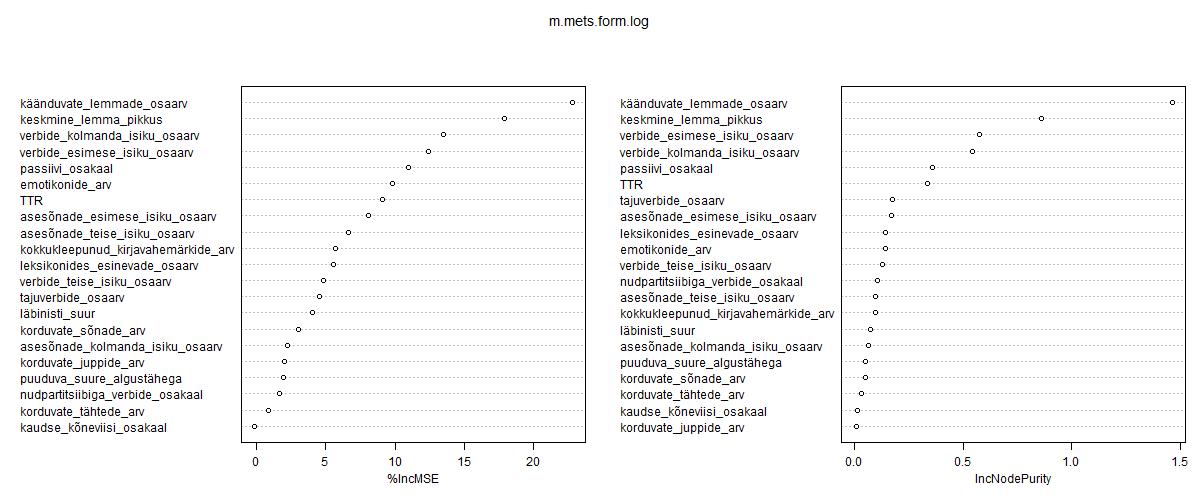 m.mets.form.log
käänduvate_lemmade_osaarv
keskmine_lemma_pikkus
verbide_kolmanda_isiku_osaarv
verbide_esimese_isiku_osaarv
passiivi_osakaal
emotikonide_arv
TTR
asesõnade_esimese_isiku_osaarv
asesõnade_teise_isiku_osaarv
kokkukleepunud_kirjavahemärkide_arv
leksikonides_esinevade_osaarv
verbide_teise_isiku_osaarv
tajuverbide_osaarv
läbinisti_suur
korduvate_sõnade_arv
asesõnade_kolmanda_isiku_osaarv
korduvate_juppide_arv
puuduva_suure_algustähega
nudpartitsiibiga_verbide_osakaal
korduvate_tähtede_arv
kaudse_kõneviisi_osakaal
0 5 10 15 20
%IncMSE
käänduvate_lemmade_osaarv
keskmine_lemma_pikkus
verbide_esimese_isiku_osaarv
verbide_kolmanda_isiku_osaarv
passiivi_osakaal
TTR
tajuverbide_osaarv
asesõnade_esimese_isiku_osaarv
leksikonides_esinevade_osaarv
emotikonide_arv
verbide_teise_isiku_osaarv
nudpartitsiibiga_verbide_osakaal
asesõnade_teise_isiku_osaarv
kokkukleepunud_kirjavahemärkide_arv
läbinisti_suur
asesõnade_kolmanda_isiku_osaarv
puuduva_suure_algustähega
korduvate_sõnade_arv
korduvate_tähtede_arv
kaudse_kõneviisi_osakaal
korduvate_juppide_arv
0.0 0.5 1.0 1.5
IncNodePurity